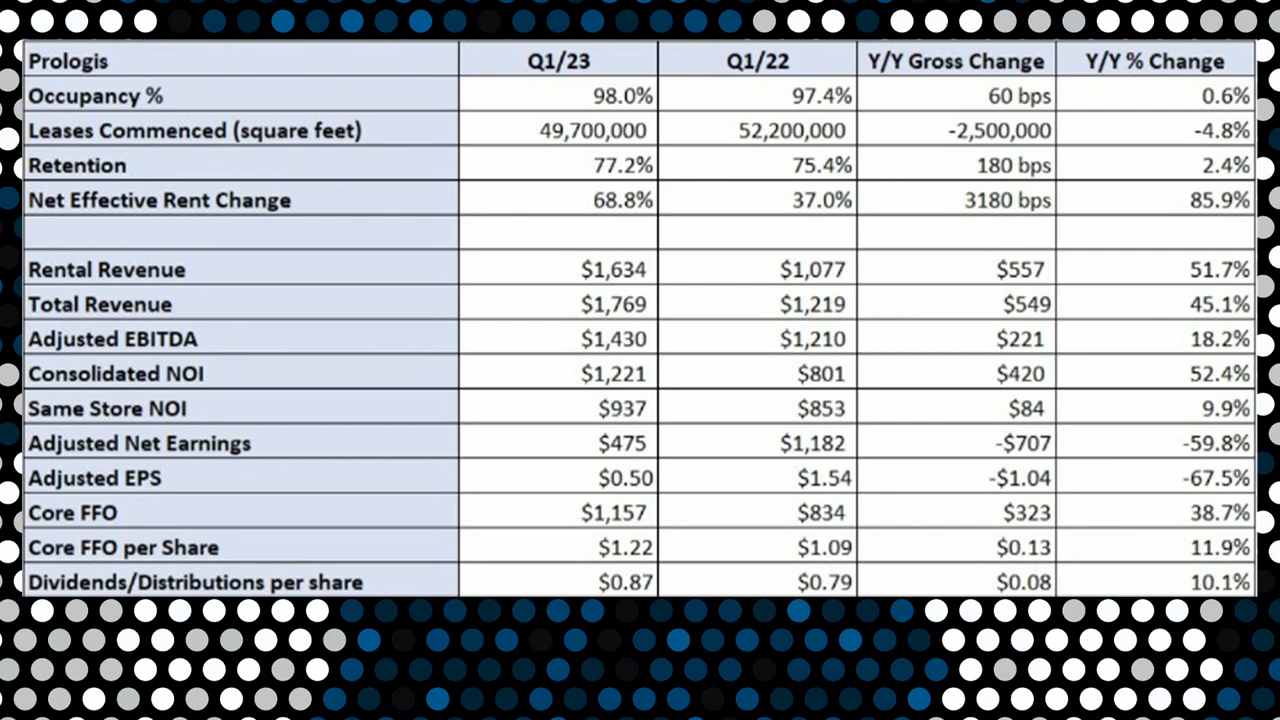 Prologis Q1/23 Q1/22 Y/Y Gross Change Y/Y % Change
Occupancy % 98.0% 97.4% 60 bps 0.6%
Leases Commenced (square feet) 49,700,000 52,200,000 -2,500,000 -4.8%
Retention 77.2% 75.4% 180 bps 2.4%
Net Effective Rent Change 68.8% 37.0% 3180 bps 85.9%
Rental Revenue $1,634 $1,077 $557 51.7%
Total Revenue $1,769 $1,219 $549 45.1%
Adjusted EBITDA $1,430 $1,210 $221 18.2%
Consolidated NOI $1,221 $801 $420 52.4%
Same Store NOI $937 $853 $84 9.9%
Adjusted Net Earnings $475 $1,182 -$707 -59.8%
Adjusted EPS $0.50 $1.54 -$1.04 -67.5%
Core FFO $1,157 $834 $323 38.7%
Core FFO per Share $1.22 $1.09 $0.13 11.9%
Dividends/Distributions per share $0.87 $0.79 $0.08 10.1%